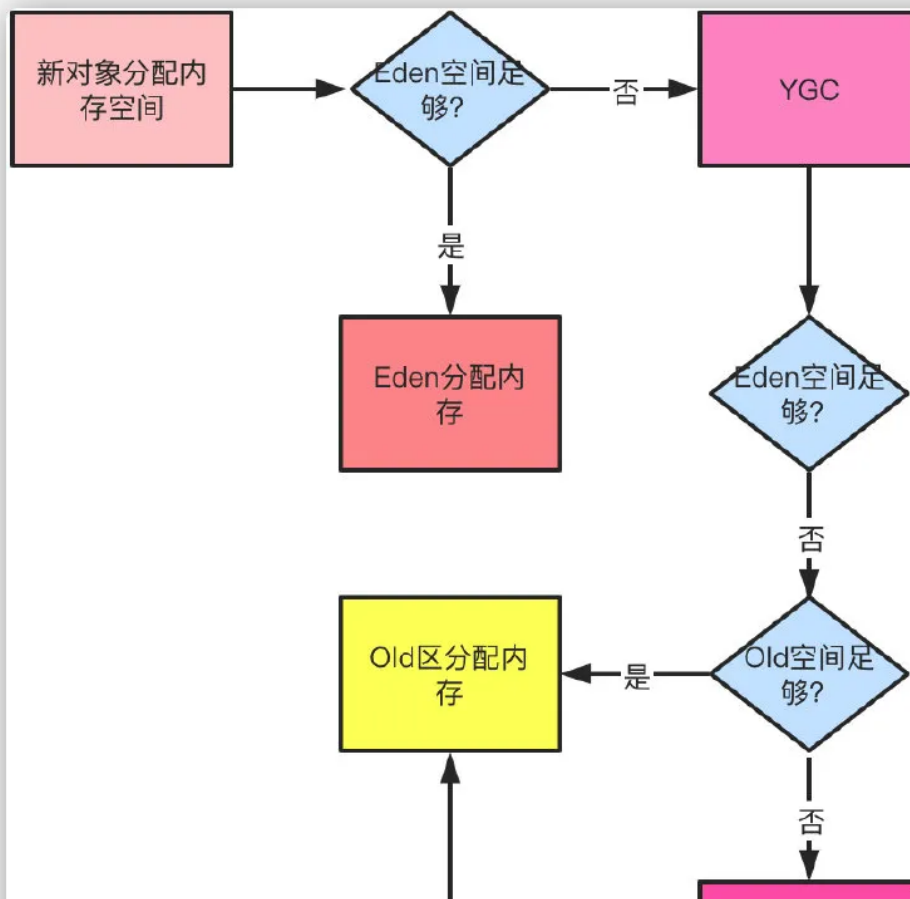 新对象分配内
存空间
Eden空间足
够?
否
YGC
是
Eden分配内
存
Eden空间足
够?
否
Old区分配内
存
是
Old空间足
够?
否